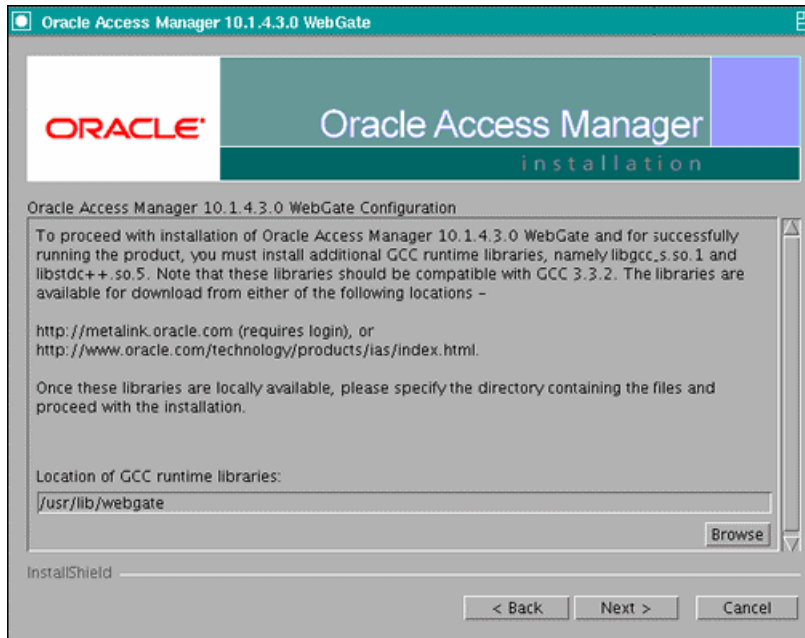 Oracle Access Manager 10.1.4.3.0 WebGate
ORACLE®
Oracle Access Manager
installation
Oracle Access Manager 10.1.4.3.0 WebGate Configuration
To proceed with installation of Oracle Access Manager 10.1.4.3.0 WebGate and for successfully
running the product, you must install additional GCC runtime libraries, namely libgcc_s.so.1 and
libstdc++.so.5. Note that these libraries should be compatible with GCC 3.3.2. The libraries are
available for download from either of the following locations –
http://metalink.oracle.com (requires login), or
http://www.oracle.com/technology/products/ias/index.html.
Once these libraries are locally available, please specify the directory containing the files and
proceed with the installation.
Location of GCC runtime libraries:
/usr/lib/webgate
Browse
InstallShield
< Back Next > Cancel